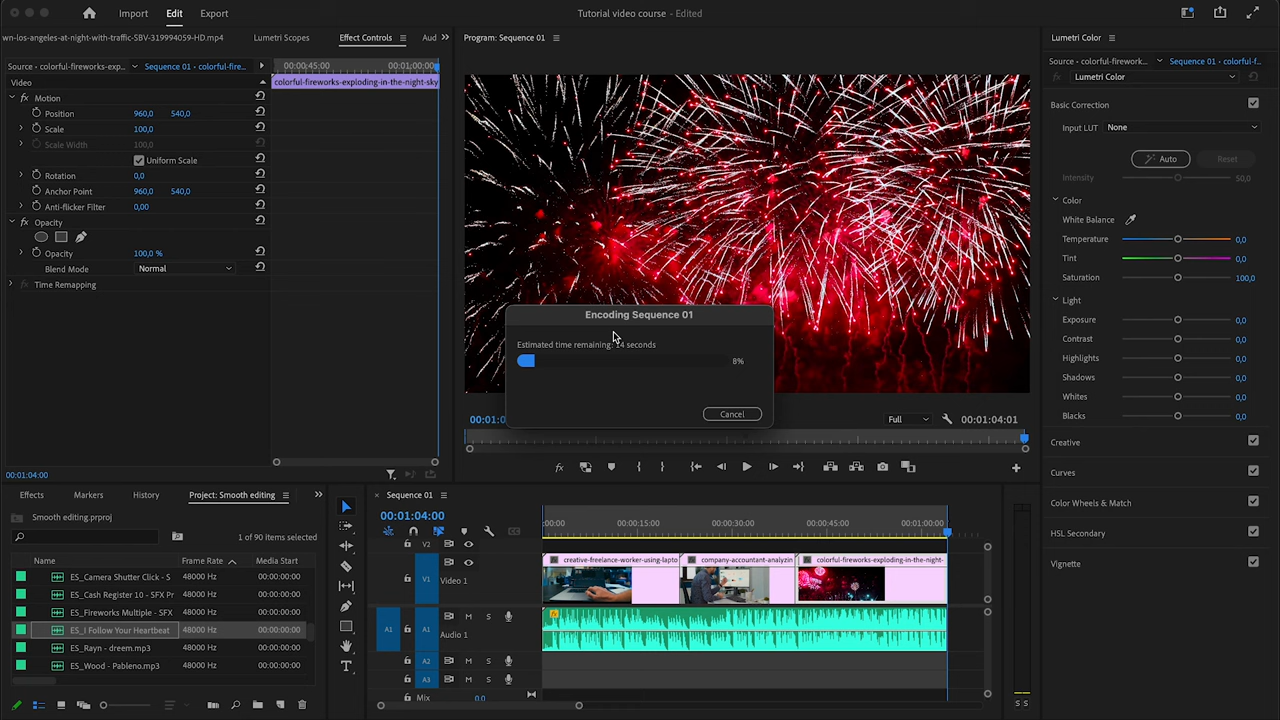 Import Edit Export
Tutorial video course - Edited
wn-los-angeles-at-night-with-traffic-SBV-319994059-HD.mp4
Lumetri Scopes
Effect Controls
Aud
Source · colorful-fireworks-exp...
Sequence 01 · colorful-fire...
00;00;45;00
00;01;00;00
Video
colorful-fireworks-exploding-in-the-night-sky
Motion
Position 960,0 540,0
Scale 100,0
Scale Width 100,0
Uniform Scale
Rotation 0,0
Anchor Point 960,0 540,0
Anti-flicker Filter 0,00
Opacity
Opacity 100,0 %
Blend Mode Normal
Time Remapping
00;01;04;00
Program: Sequence 01
Encoding Sequence 01
Estimated time remaining: 14 seconds
8%
Cancel
Full
00:01:04:01
Lumetri Color
Source · colorful-firework...
Sequence 01 · colorful-f...
Lumetri Color
Basic Correction
Input LUT None
Auto
Reset
Intensity 50,0
Color
White Balance
Temperature 0,0
Tint 0,0
Saturation 100,0
Light
Exposure 0,0
Contrast 0,0
Highlights 0,0
Shadows 0,0
Whites 0,0
Blacks 0,0
Creative
Curves
Color Wheels & Match
HSL Secondary
Vignette
Effects
Markers
History
Project: Smooth editing
Smooth editing.prproj
1 of 90 items selected
Name Frame Rate Media Start
ES_Camera Shutter Click - S 48000 Hz 00:00:00:00
ES_Cash Register 10 - SFX Pr 48000 Hz 00:00:00:00
ES_Fireworks Multiple - SFX 48000 Hz 00:00:00:00
ES_I Follow Your Heartbeat 48000 Hz 00:00:00:00
ES_Rayn - dreem.mp3 48000 Hz 00:00:00:00
ES_Wood - Pableno.mp3 48000 Hz 00:00:00:00
Sequence 01
00:01:04:00
:00:00
00:00:15:00
00:00:30:00
00:00:45:00
00:01:00:00
V2
V1 Video 1
creative-freelance-worker-using-lapto
company-accountant-analyzin
colorful-fireworks-exploding-in-the-night-
fx
A1 A1 M S
Audio 1
A2 M S
A3 M S
Mix 0,0
S S